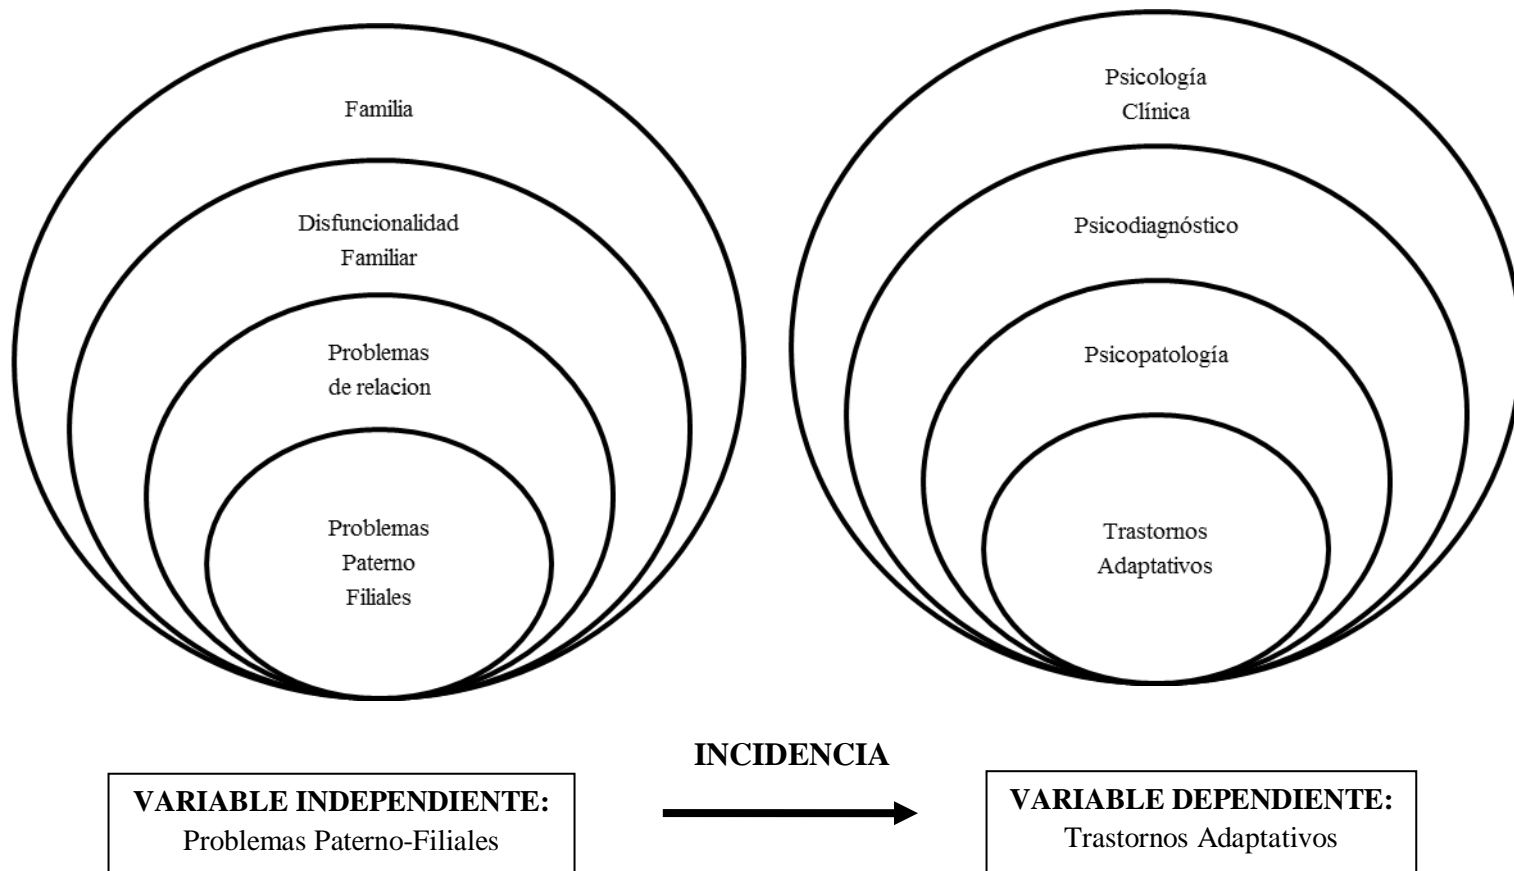 Familia
Disfuncionalidad
Familiar
Problemas
de relacion
Problemas
Paterno
Filiales
Psicología
Clínica
Psicodiagnóstico
Psicopatología
Trastornos
Adaptativos
INCIDENCIA
VARIABLE INDEPENDIENTE:
Problemas Paterno-Filiales
VARIABLE DEPENDIENTE:
Trastornos Adaptativos